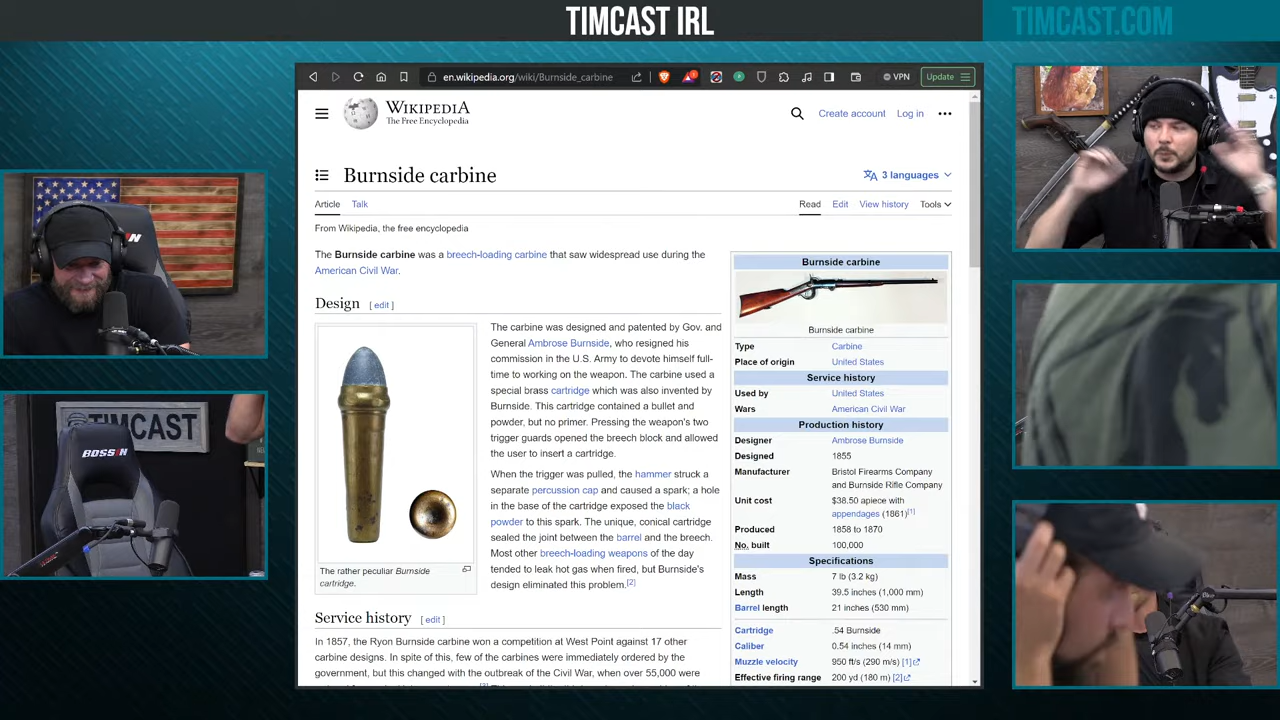 TIMCAST IRL
TIMCAST.COM
en.wikipedia.org/wiki/Burnside_carbine
VPN
Update
WIKIPEDIA
The Free Encyclopedia
Create account
Log in
Burnside carbine
3 languages
Article
Talk
Read
Edit
View history
Tools
From Wikipedia, the free encyclopedia
The Burnside carbine was a breech-loading carbine that saw widespread use during the
American Civil War.
Design [ edit ]
The carbine was designed and patented by Gov. and
General Ambrose Burnside, who resigned his
commission in the U.S. Army to devote himself full-
time to working on the weapon. The carbine used a
special brass cartridge which was also invented by
Burnside. This cartridge contained a bullet and
powder, but no primer. Pressing the weapon's two
trigger guards opened the breech block and allowed
the user to insert a cartridge.
When the trigger was pulled, the hammer struck a
separate percussion cap and caused a spark; a hole
in the base of the cartridge exposed the black
powder to this spark. The unique, conical cartridge
sealed the joint between the barrel and the breech.
Most other breech-loading weapons of the day
tended to leak hot gas when fired, but Burnside's
design eliminated this problem.[2]
The rather peculiar Burnside
cartridge.
Service history [ edit ]
In 1857, the Ryon Burnside carbine won a competition at West Point against 17 other
carbine designs. In spite of this, few of the carbines were immediately ordered by the
government, but this changed with the outbreak of the Civil War, when over 55,000 were
Burnside carbine
Burnside carbine
Type Carbine
Place of origin United States
Service history
Used by United States
Wars American Civil War
Production history
Designer Ambrose Burnside
Designed 1855
Manufacturer Bristol Firearms Company
and Burnside Rifle Company
Unit cost $38.50 apiece with
appendages (1861)[1]
Produced 1858 to 1870
No. built 100,000
Specifications
Mass 7 lb (3.2 kg)
Length 39.5 inches (1,000 mm)
Barrel length 21 inches (530 mm)
Cartridge .54 Burnside
Caliber 0.54 inches (14 mm)
Muzzle velocity 950 ft/s (290 m/s) [1]
Effective firing range 200 yd (180 m) [2]
TIMCAST
BOSSIN